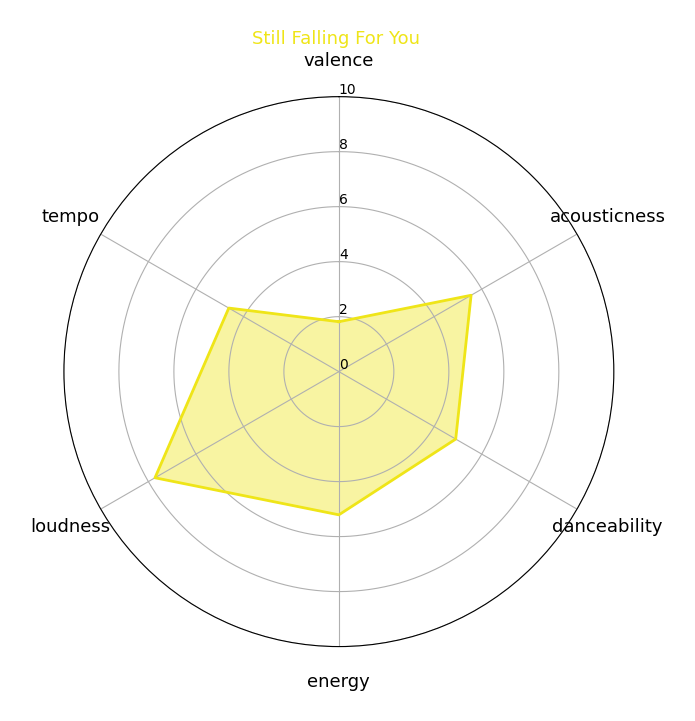 Still Falling For You
valence
10
8
tempo
6
acousticness
4
2
0
loudness
danceability
energy